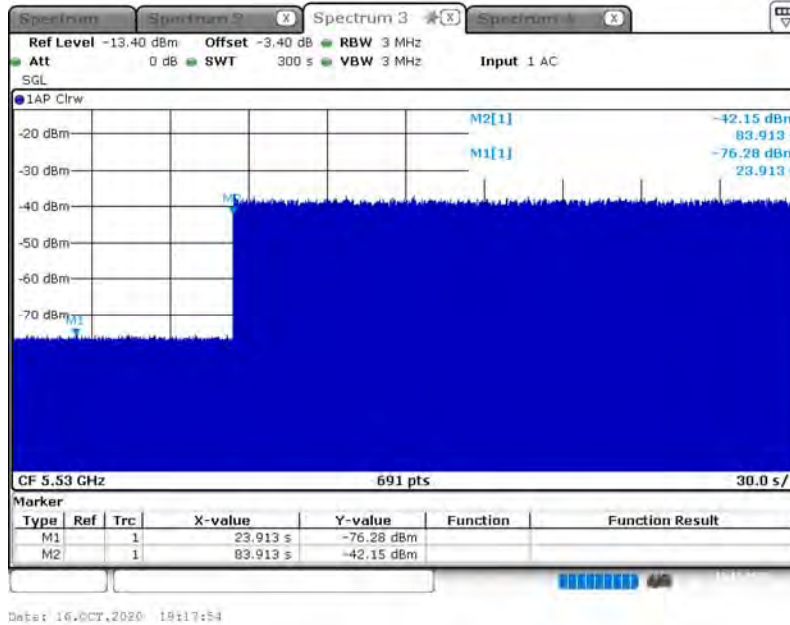 Spectrum Spectrum 2 X Spectrum 3 X Spectrum 4 X
Ref Level -13.40 dBm Offset -3.40 dB RBW 3 MHz
Att 0 dB SWT 300 s VBW 3 MHz Input 1 AC
SGL
1AP Clrw
M2[1] -42.15 dBm
83.913 s
M1[1] -76.28 dBm
23.913 s
-20 dBm
-30 dBm
-40 dBm
M2
-50 dBm
-60 dBm
-70 dBm
M1
CF 5.53 GHz 691 pts 30.0 s/
Marker
Type Ref Trc X-value Y-value Function Function Result
M1 1 23.913 s -76.28 dBm
M2 1 83.913 s -42.15 dBm
Date: 16.OCT.2020 19:17:54